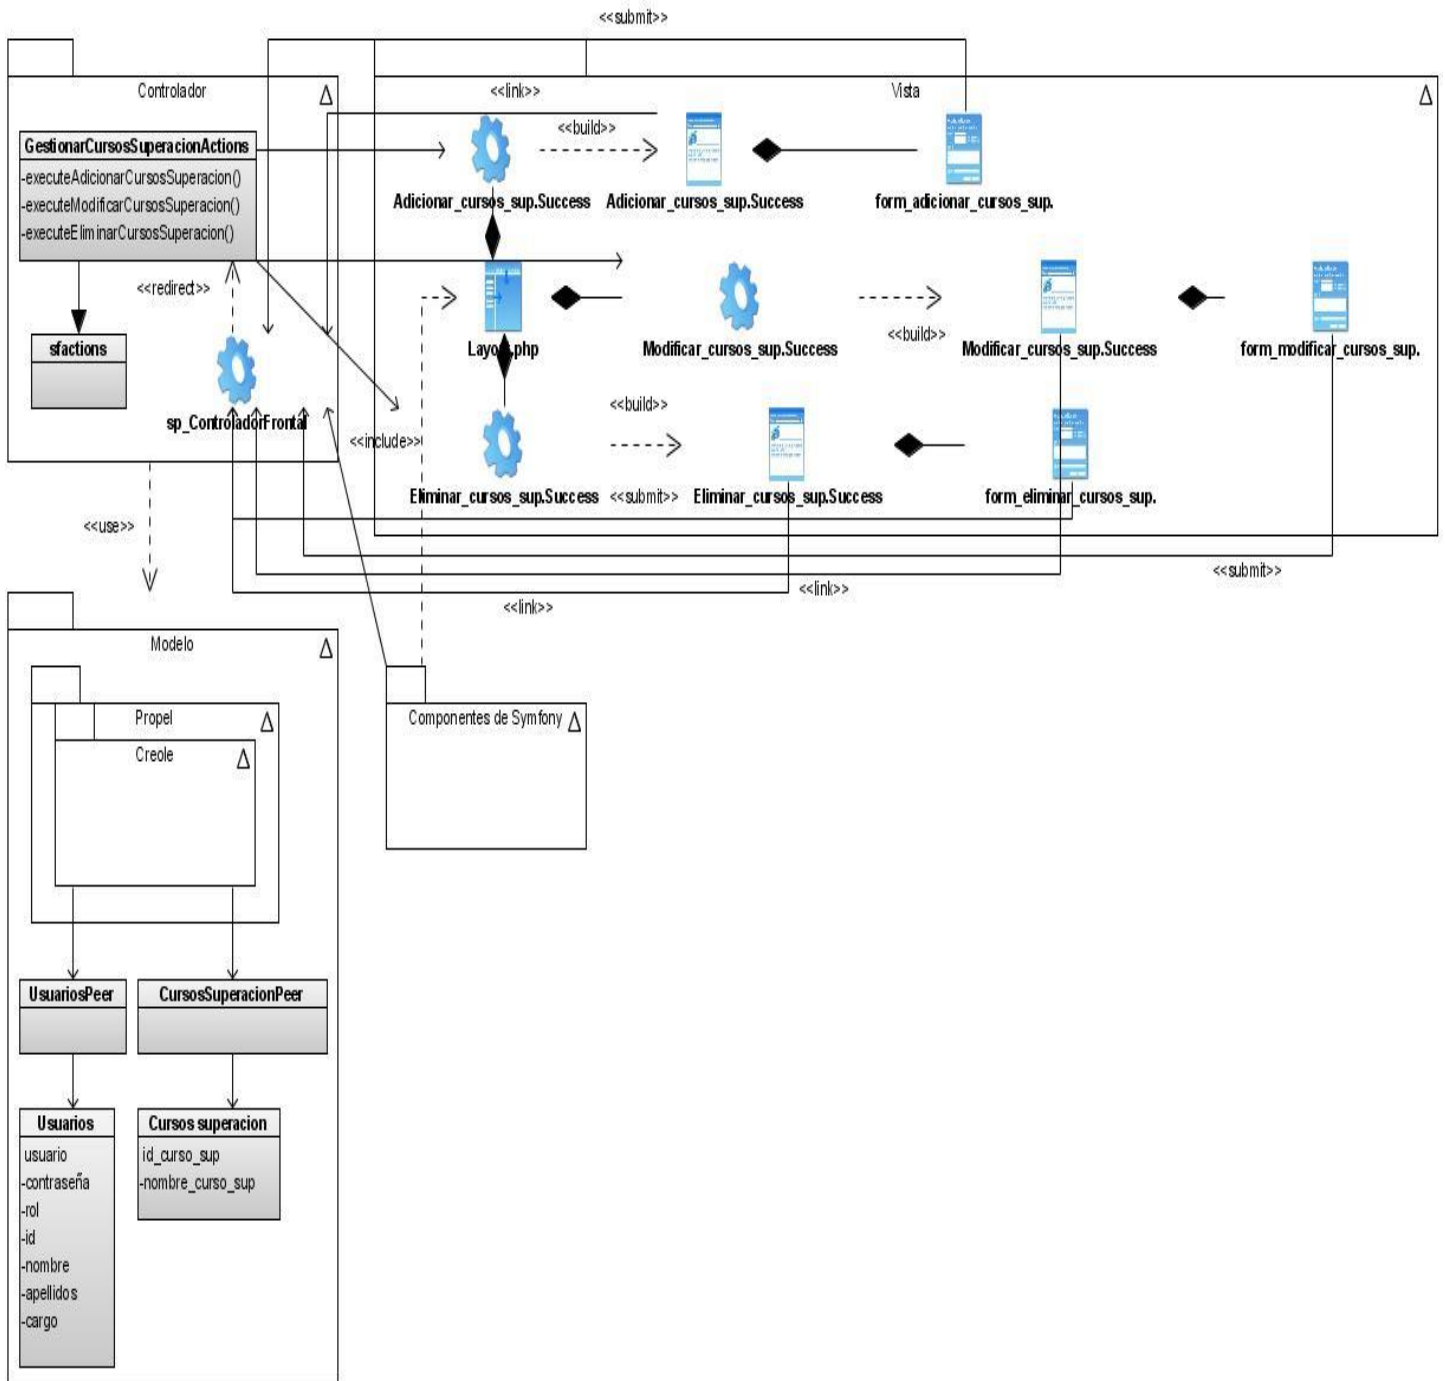 <<submit>>
Controlador
<<link>>
Vista
<<build>>
GestionarCursosSuperacionActions
-executeAdicionarCursosSuperacion()
-executeModificarCursosSuperacion()
-executeEliminarCursosSuperacion()
Adicionar_cursos_sup.Success
Adicionar_cursos_sup.Success
form_adicionar_cursos_sup.
<<redirect>>
<<build>>
sfactions
Layout.php
Modificar_cursos_sup.Success
Modificar_cursos_sup.Success
form_modificar_cursos_sup.
<<build>>
sp_ControladorFrontal
<<include>>
Eliminar_cursos_sup.Success
<<submit>>
Eliminar_cursos_sup.Success
form_eliminar_cursos_sup.
<<use>>
<<submit>>
<<link>>
<<link>>
Modelo
Propel
Creole
Componentes de Symfony
UsuariosPeer
CursosSuperacionPeer
Usuarios
usuario
-contraseña
-rol
-id
-nombre
-apellidos
-cargo
Cursos superacion
id_curso_sup
-nombre_curso_sup